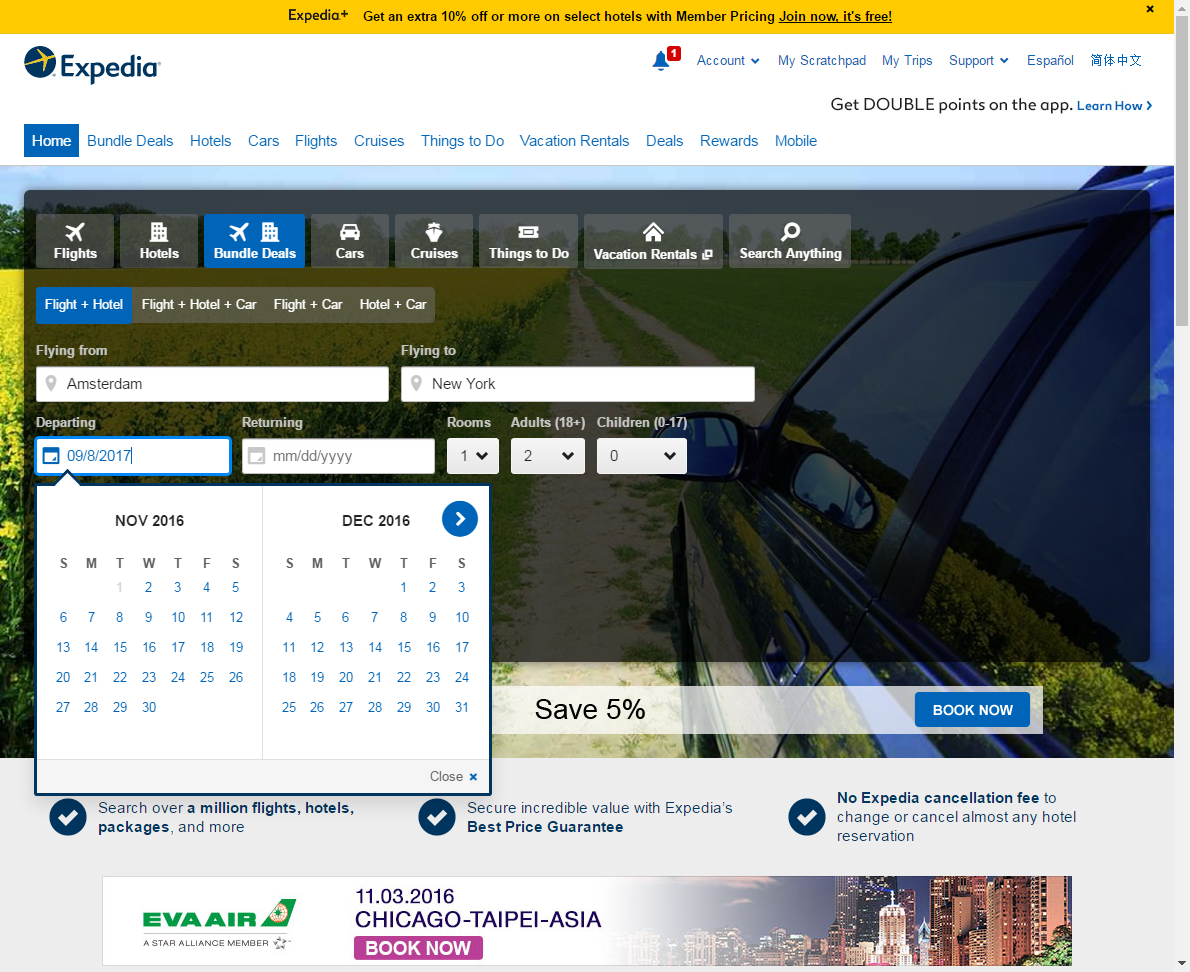 Expedia+ Get an extra 10% off or more on select hotels with Member Pricing Join now, it's free!
Expedia
1 Account My Scratchpad My Trips Support Español 简体中文
Get DOUBLE points on the app. Learn How
Home Bundle Deals Hotels Cars Flights Cruises Things to Do Vacation Rentals Deals Rewards Mobile
Flights Hotels Bundle Deals Cars Cruises Things to Do Vacation Rentals Search Anything
Flight + Hotel Flight + Hotel + Car Flight + Car Hotel + Car
Flying from Flying to
Amsterdam New York
Departing Returning Rooms Adults (18+) Children (0-17)
09/8/2017 mm/dd/yyyy 1 2 0
NOV 2016 DEC 2016
S M T W T F S S M T W T F S
1 2 3 4 5 1 2 3
6 7 8 9 10 11 12 4 5 6 7 8 9 10
13 14 15 16 17 18 19 11 12 13 14 15 16 17
20 21 22 23 24 25 26 18 19 20 21 22 23 24
27 28 29 30 25 26 27 28 29 30 31
Save 5% BOOK NOW
Close
Search over a million flights, hotels,
packages, and more
Secure incredible value with Expedia's
Best Price Guarantee
No Expedia cancellation fee to
change or cancel almost any hotel
reservation
EVA AIR
A STAR ALLIANCE MEMBER
11.03.2016
CHICAGO-TAIPEI-ASIA
BOOK NOW